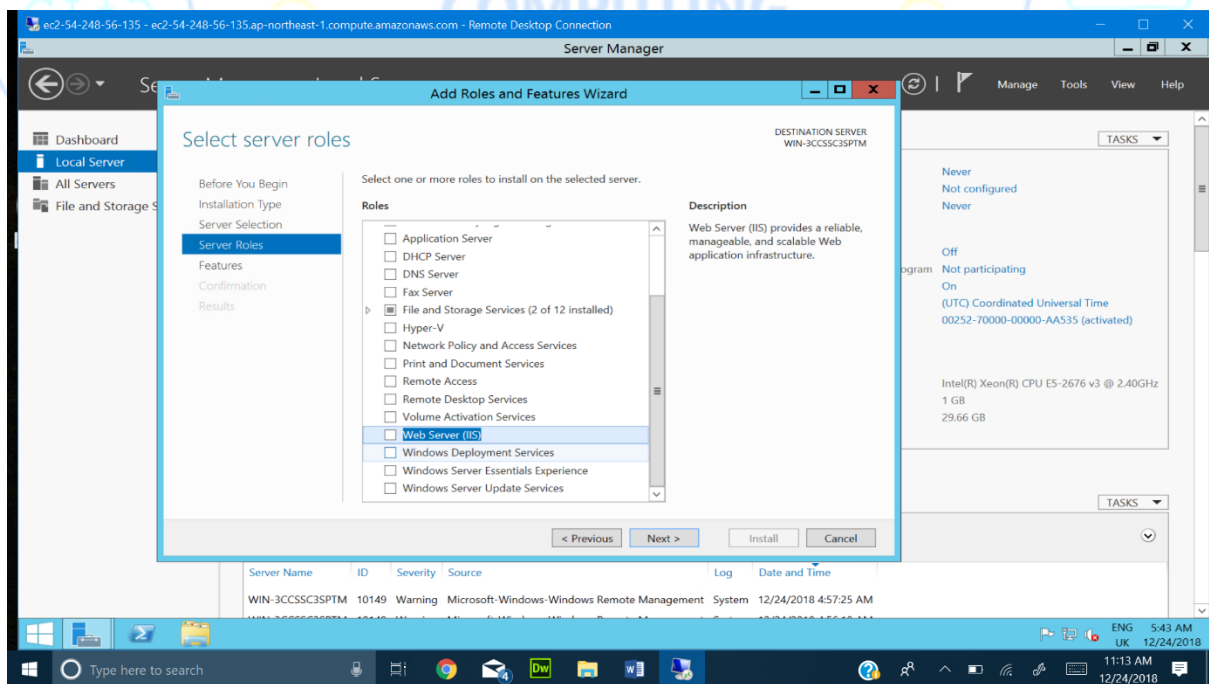 COMPUTING
ec2-54-248-56-135 - ec2-54-248-56-135.ap-northeast-1.compute.amazonaws.com - Remote Desktop Connection
Server Manager
Manage Tools View Help
Add Roles and Features Wizard
Dashboard
Local Server
All Servers
File and Storage S
Select server roles
DESTINATION SERVER
WIN-3CCSSC3SPTM
Before You Begin
Installation Type
Server Selection
Server Roles
Features
Confirmation
Results
Select one or more roles to install on the selected server.
Roles
Application Server
DHCP Server
DNS Server
Fax Server
File and Storage Services (2 of 12 installed)
Hyper-V
Network Policy and Access Services
Print and Document Services
Remote Access
Remote Desktop Services
Volume Activation Services
Web Server (IIS)
Windows Deployment Services
Windows Server Essentials Experience
Windows Server Update Services
Description
Web Server (IIS) provides a reliable,
manageable, and scalable Web
application infrastructure.
< Previous Next > Install Cancel
TASKS
Never
Not configured
Never
Off
ogram Not participating
On
(UTC) Coordinated Universal Time
00252-70000-00000-AA535 (activated)
Intel(R) Xeon(R) CPU E5-2676 v3 @ 2.40GHz
1 GB
29.66 GB
TASKS
Server Name ID Severity Source Log Date and Time
WIN-3CCSSC3SPTM 10149 Warning Microsoft-Windows-Windows Remote Management System 12/24/2018 4:57:25 AM
ENG 5:43 AM
UK 12/24/2018
Type here to search
4
Dw
11:13 AM
12/24/2018